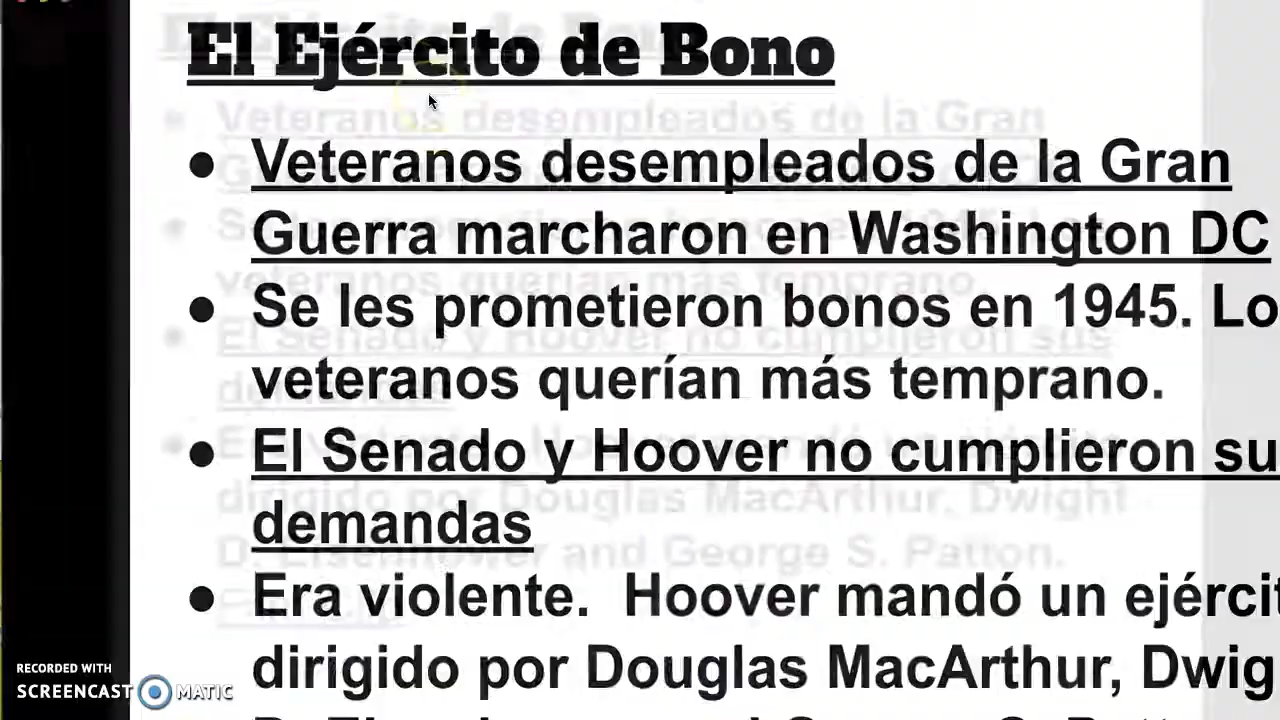 El Ejército de Bono
● Veteranos desempleados de la Gran
Guerra marcharon en Washington DC
● Se les prometieron bonos en 1945. Lo
veteranos querían más temprano.
● El Senado y Hoover no cumplieron su
demandas
● Era violente. Hoover mandó un ejércit
dirigido por Douglas MacArthur, Dwig
RECORDED WITH
SCREENCAST MATIC